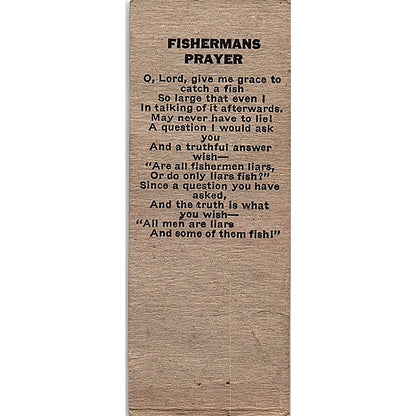 FISHERMANS
PRAYER
O, Lord, give me grace to
catch a fish
So large that even I
In talking of it afterwards.
May never have to lie!
A question I would ask
you
And a truthful answer
wish—
"Are all fishermen liars,
Or do only liars fish?"
Since a question you have
asked,
And the truth is what
you wish—
"All men are liars
And some of them fish!"